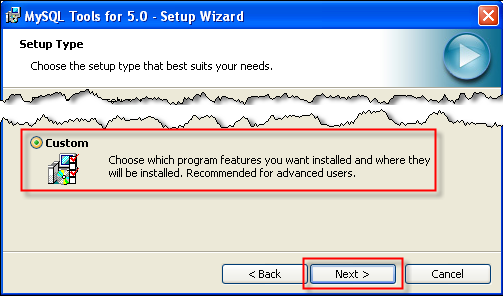 MySQL Tools for 5.0 - Setup Wizard
Setup Type
Choose the setup type that best suits your needs.
Custom
Choose which program features you want installed and where they
will be installed. Recommended for advanced users.
< Back
Next >
Cancel